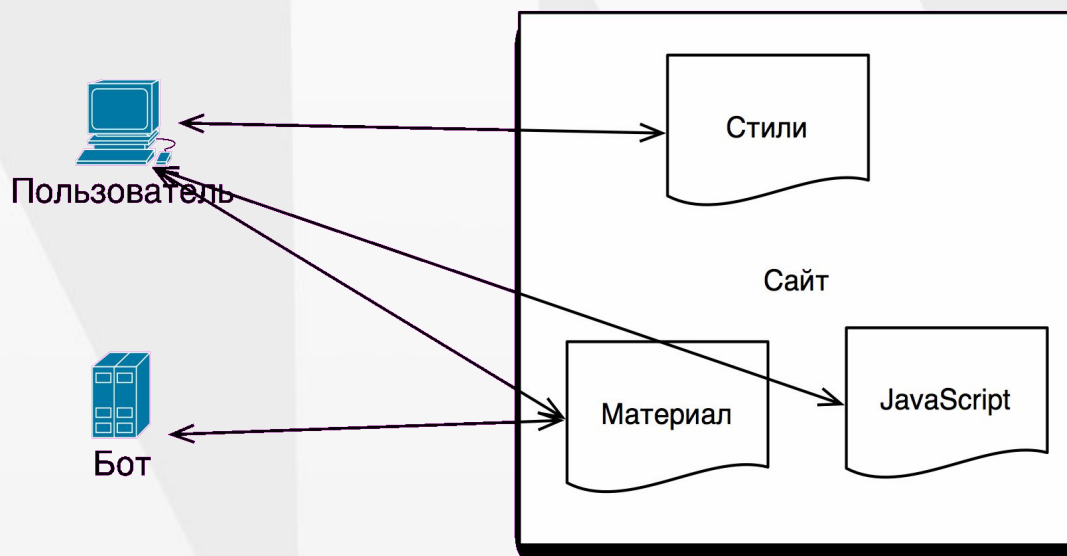 Стили
Пользователь
Сайт
Материал
JavaScript
Бот